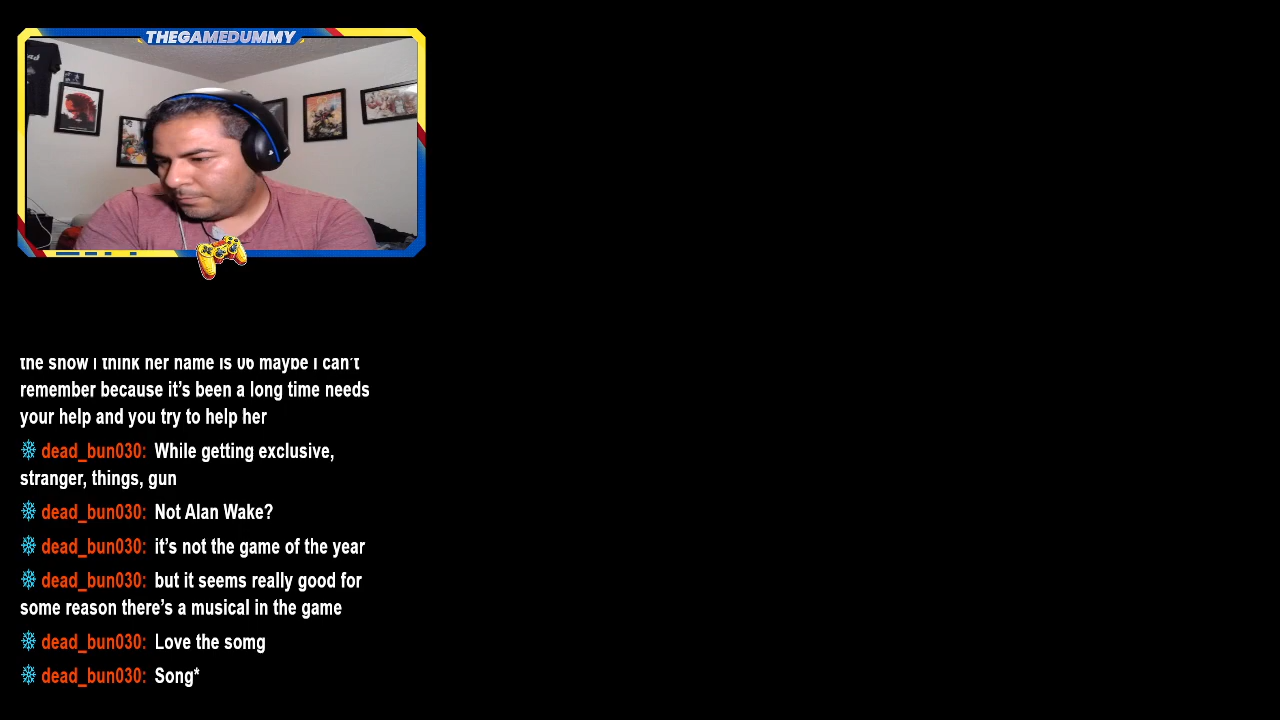 THEGAMEDUMMY
the show I think her name is 06 maybe I can't
remember because it's been a long time needs
your help and you try to help her
dead_bun030: While getting exclusive,
stranger, things, gun
dead_bun030: Not Alan Wake?
dead_bun030: it's not the game of the year
dead_bun030: but it seems really good for
some reason there's a musical in the game
dead_bun030: Love the somg
dead_bun030: Song*